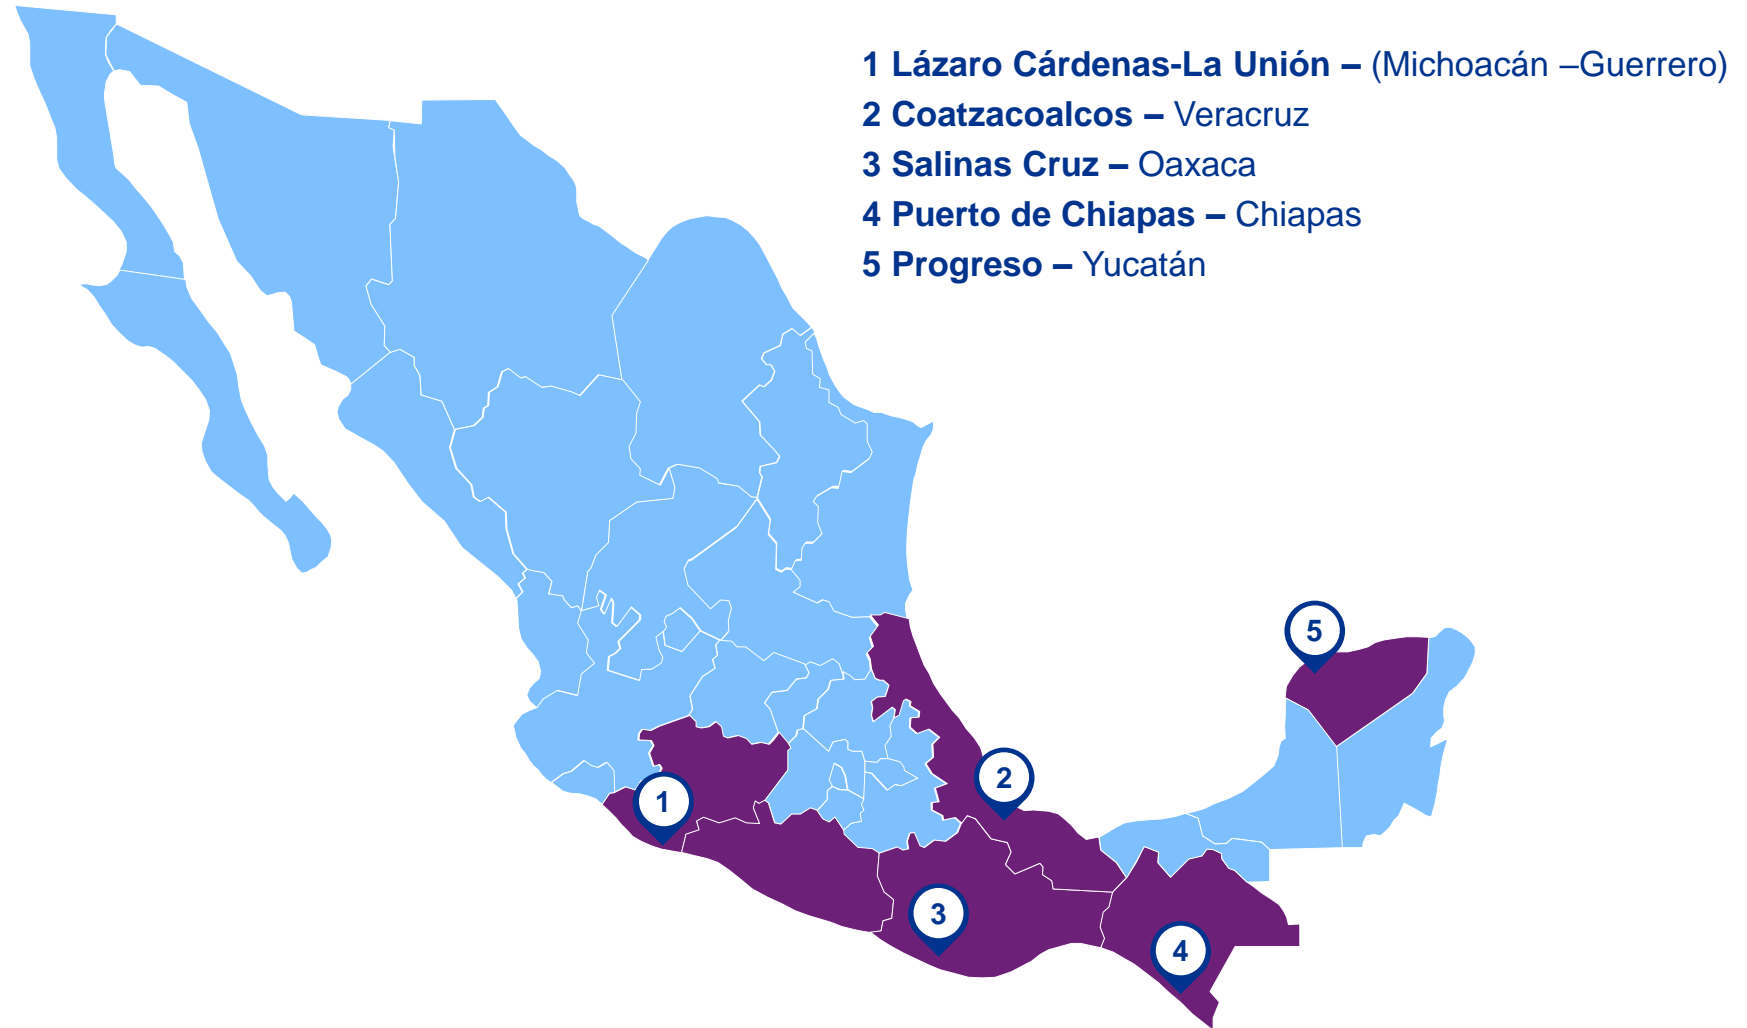 1 Lázaro Cárdenas-La Unión – (Michoacán –Guerrero)
2 Coatzacoalcos – Veracruz
3 Salinas Cruz – Oaxaca
4 Puerto de Chiapas – Chiapas
5 Progreso – Yucatán
5
2
1
3
4